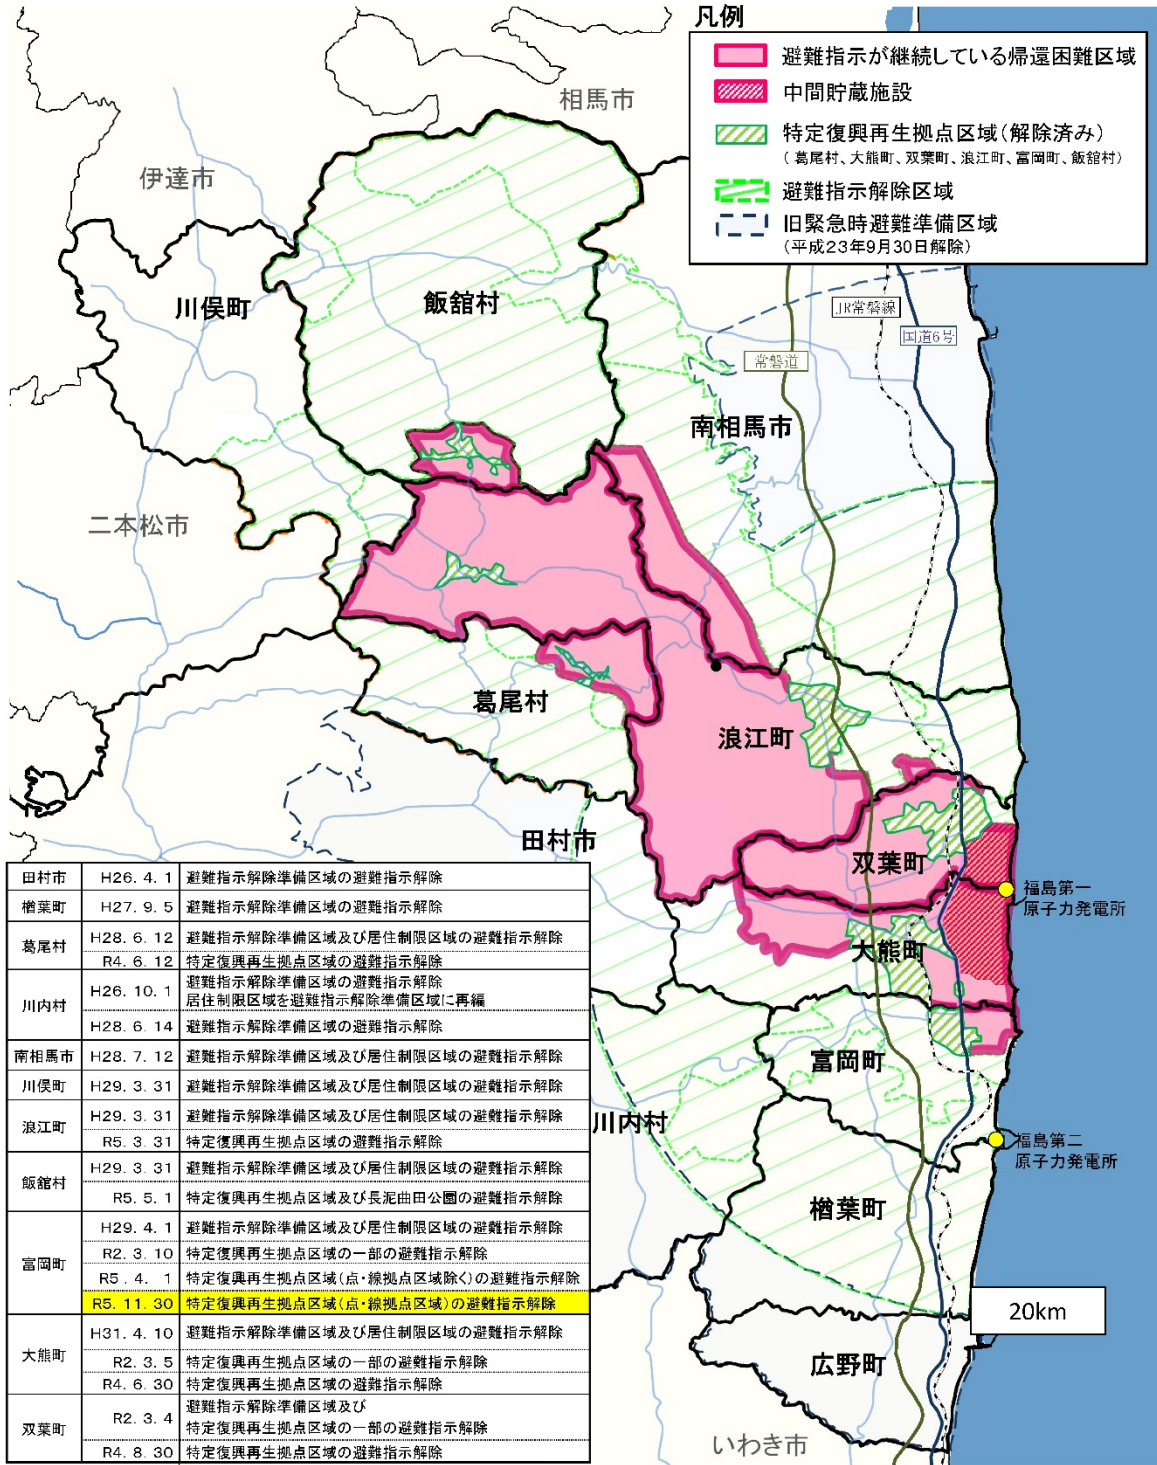 凡例
避難指示が継続している帰還困難区域
中間貯蔵施設
特定復興再生拠点区域(解除済み)
(葛尾村、大熊町、双葉町、浪江町、富岡町、飯舘村)
避難指示解除区域
旧緊急時避難準備区域
(平成23年9月30日解除)
相馬市
伊達市
川俣町
飯舘村
JR常磐線
国道6号
常磐道
南相馬市
二本松市
葛尾村
浪江町
田村市
双葉町
福島第一
原子力発電所
大熊町
富岡町
川内村
福島第二
原子力発電所
楢葉町
20km
広野町
いわき市
田村市 H26.4.1 避難指示解除準備区域の避難指示解除
楢葉町 H27.9.5 避難指示解除準備区域の避難指示解除
葛尾村 H28.6.12 避難指示解除準備区域及び居住制限区域の避難指示解除
R4.6.12 特定復興再生拠点区域の避難指示解除
川内村 H26.10.1 避難指示解除準備区域の避難指示解除
居住制限区域を避難指示解除準備区域に再編
H28.6.14 避難指示解除準備区域の避難指示解除
南相馬市 H28.7.12 避難指示解除準備区域及び居住制限区域の避難指示解除
川俣町 H29.3.31 避難指示解除準備区域及び居住制限区域の避難指示解除
浪江町 H29.3.31 避難指示解除準備区域及び居住制限区域の避難指示解除
R5.3.31 特定復興再生拠点区域の避難指示解除
飯舘村 H29.3.31 避難指示解除準備区域及び居住制限区域の避難指示解除
R5.5.1 特定復興再生拠点区域及び長泥曲田公園の避難指示解除
富岡町 H29.4.1 避難指示解除準備区域及び居住制限区域の避難指示解除
R2.3.10 特定復興再生拠点区域の一部の避難指示解除
R5.4.1 特定復興再生拠点区域(点・線拠点区域除く)の避難指示解除
R5.11.30 特定復興再生拠点区域(点・線拠点区域)の避難指示解除
大熊町 H31.4.10 避難指示解除準備区域及び居住制限区域の避難指示解除
R2.3.5 特定復興再生拠点区域の一部の避難指示解除
R4.6.30 特定復興再生拠点区域の避難指示解除
双葉町 R2.3.4 避難指示解除準備区域及び
特定復興再生拠点区域の一部の避難指示解除
R4.8.30 特定復興再生拠点区域の避難指示解除